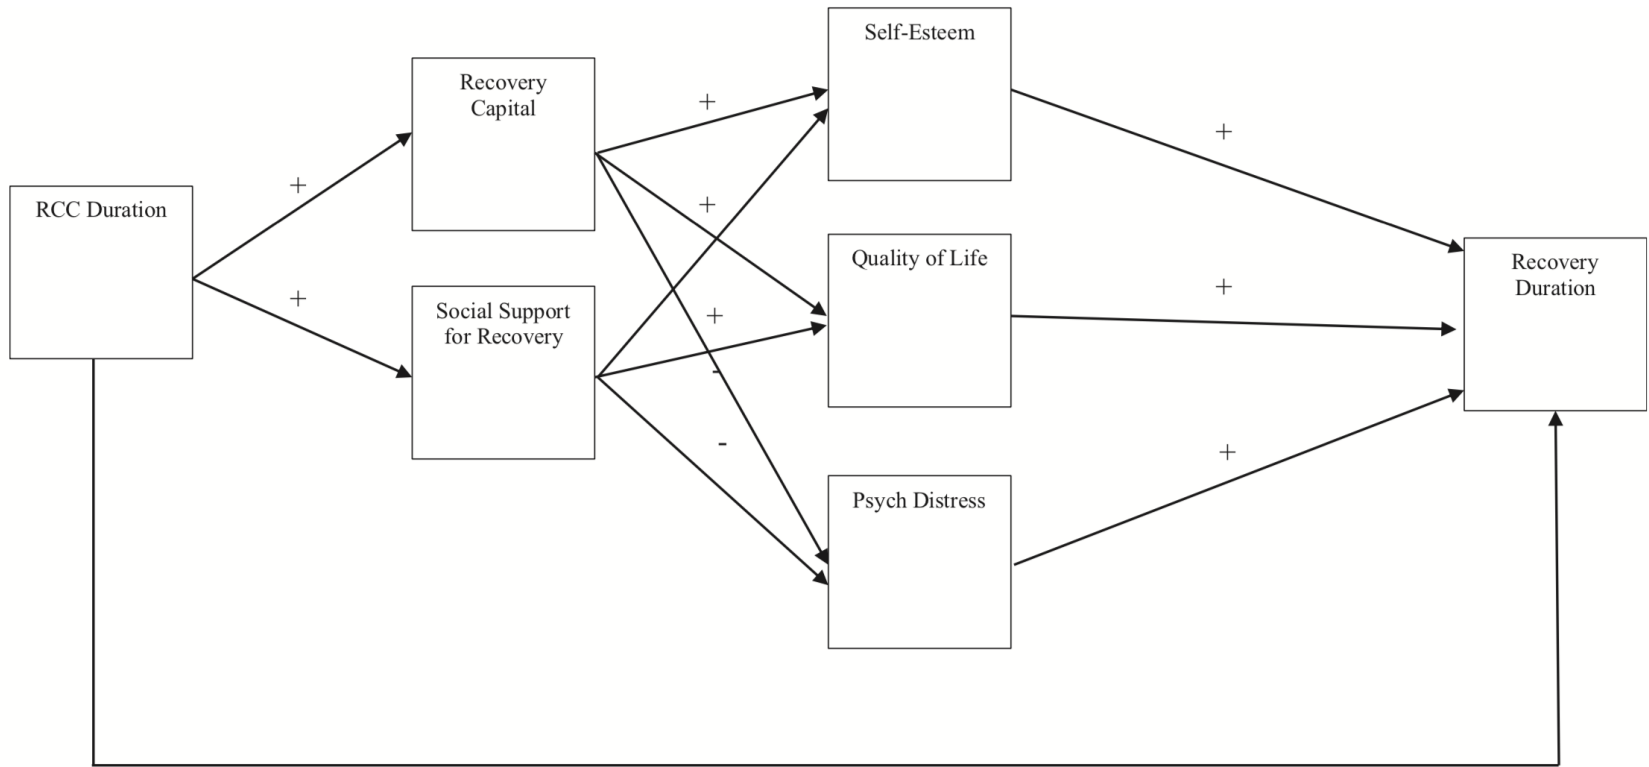 RCC Duration
+
+
Recovery
Capital
Social Support
for Recovery
+
+
+
-
-
Self-Esteem
Quality of Life
Psych Distress
+
+
+
Recovery
Duration